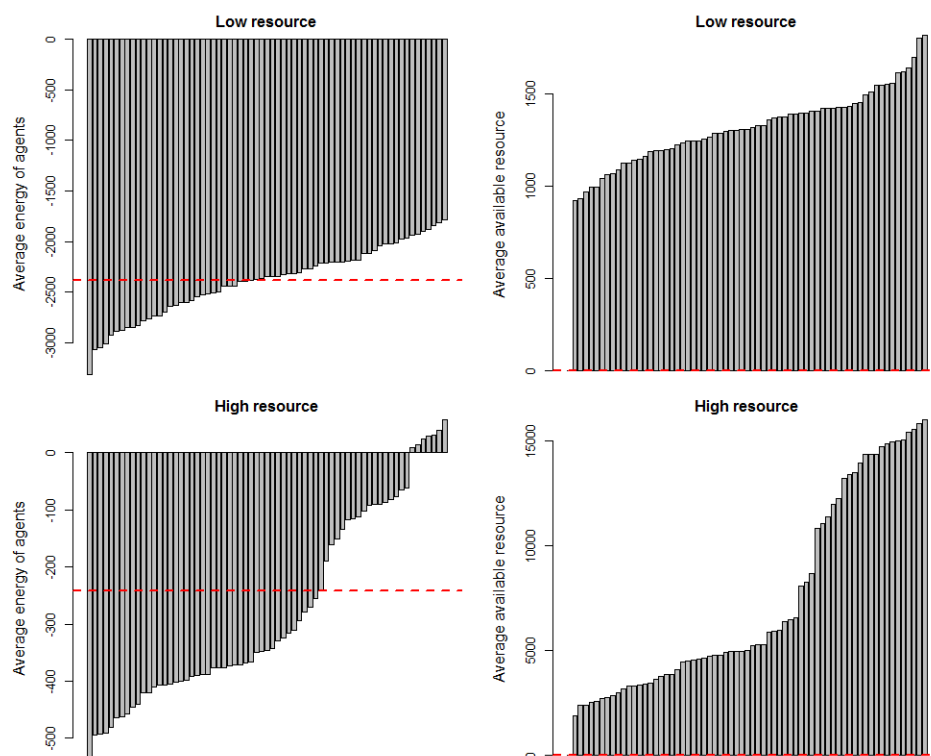 Low resource
Average energy of agents
0
-500
-1000
-1500
-2000
-2500
-3000
Low resource
Average available resource
1500
1000
500
0
High resource
Average energy of agents
0
-100
-200
-300
-400
-500
High resource
Average available resource
15000
10000
5000
0